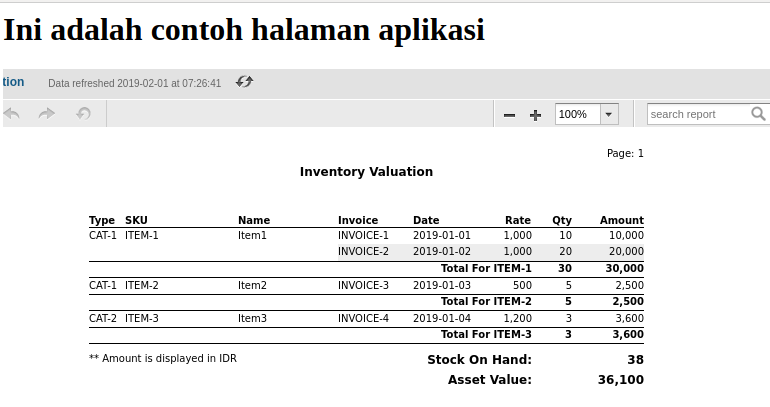 Ini adalah contoh halaman aplikasi
tion Data refreshed 2019-02-01 at 07:26:41
100% search report
Page: 1
Inventory Valuation
Type SKU Name Invoice Date Rate Qty Amount
CAT-1 ITEM-1 Item1 INVOICE-1 2019-01-01 1,000 10 10,000
INVOICE-2 2019-01-02 1,000 20 20,000
Total For ITEM-1 30 30,000
CAT-1 ITEM-2 Item2 INVOICE-3 2019-01-03 500 5 2,500
Total For ITEM-2 5 2,500
CAT-2 ITEM-3 Item3 INVOICE-4 2019-01-04 1,200 3 3,600
Total For ITEM-3 3 3,600
** Amount is displayed in IDR Stock On Hand: 38
Asset Value: 36,100